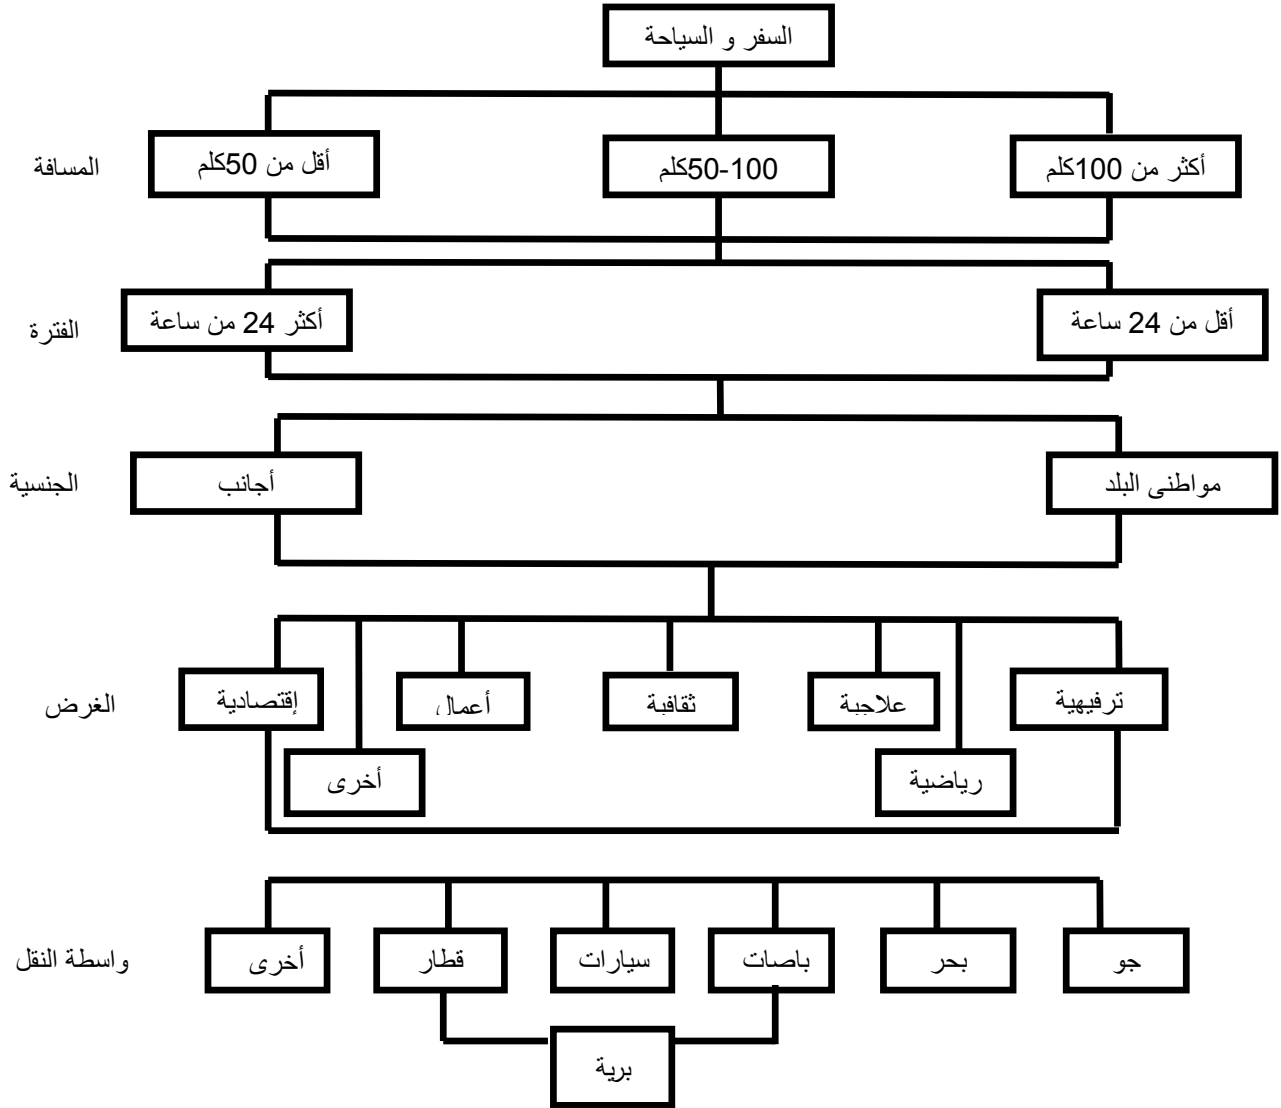 السفر و السياحة
المسافة
أكثر من 100كلم
50-100كلم
أقل من 50كلم
الفترة
أقل من 24 ساعة
أكثر 24 من ساعة
الجنسية
مواطنى البلد
أجانب
الغرض
ترفيهية
علاجية
ثقافية
أعمال
إقتصادية
رياضية
أخرى
واسطة النقل
جو
بحر
باصات
سيارات
قطار
أخرى
برية